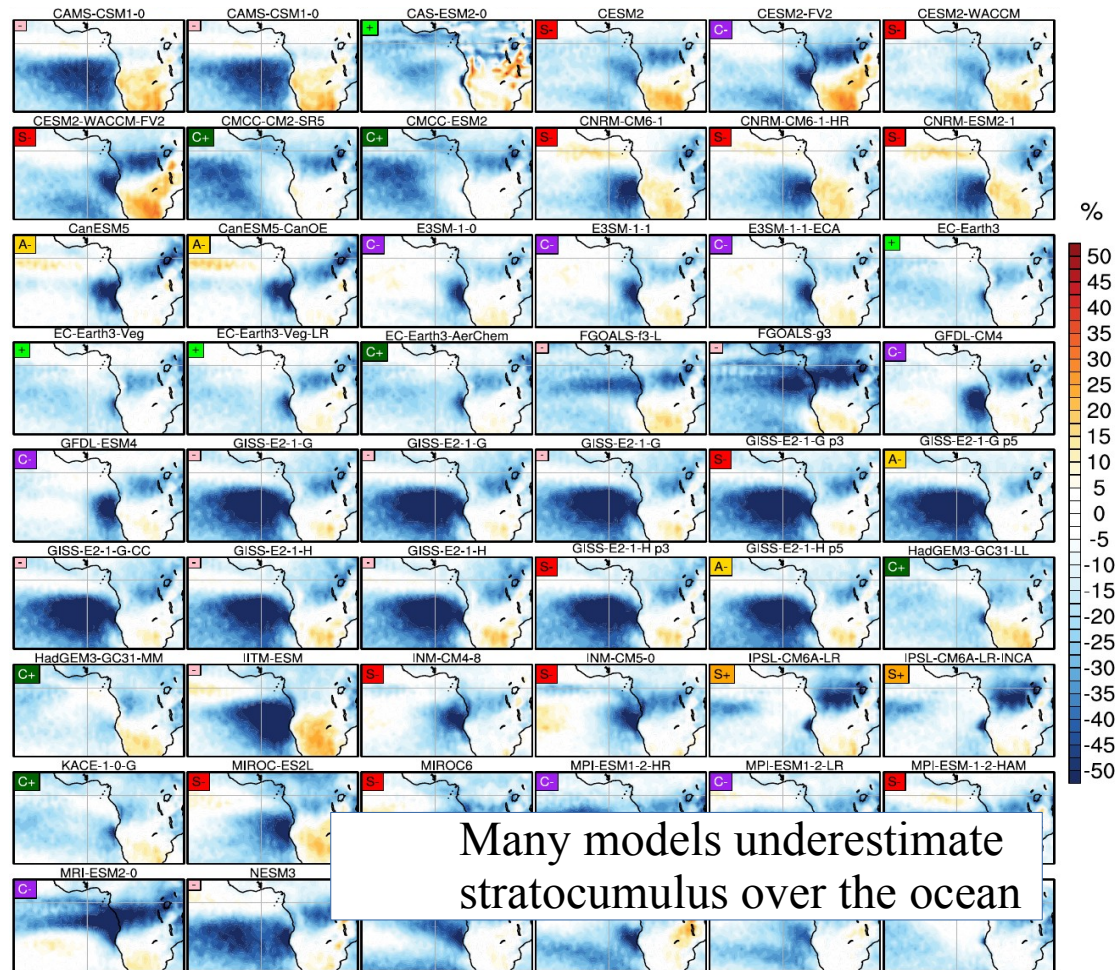 CAMS-CSM1-0 CAMS-CSM1-0 CAS-ESM2-0 CESM2 CESM2-FV2 CESM2-WACCM
- - + S- C- S-
CESM2-WACCM-FV2 CMCC-CM2-SR5 CMCC-ESM2 CNRM-CM6-1 CNRM-CM6-1-HR CNRM-ESM2-1
S- C+ C+ S- S- S-
CanESM5 CanESM5-CanOE E3SM-1-0 E3SM-1-1 E3SM-1-1-ECA EC-Earth3
A- A- C- C- C- +
EC-Earth3-Veg EC-Earth3-Veg-LR EC-Earth3-AerChem FGOALS-f3-L FGOALS-g3 GFDL-CM4
+ + C+ - - C-
GFDL-ESM4 GISS-E2-1-G GISS-E2-1-G GISS-E2-1-G GISS-E2-1-G p3 GISS-E2-1-G p5
C- - - - S- A-
GISS-E2-1-G-CC GISS-E2-1-H GISS-E2-1-H GISS-E2-1-H p3 GISS-E2-1-H p5 HadGEM3-GC31-LL
- - - S- A- C+
HadGEM3-GC31-MM IITM-ESM INM-CM4-8 INM-CM5-0 IPSL-CM6A-LR IPSL-CM6A-LR-INCA
C+ - S- S- S+ S+
KACE-1-0-G MIROC-ES2L MIROC6 MPI-ESM1-2-HR MPI-ESM1-2-LR MPI-ESM-1-2-HAM
C+ S- S- C- C- S-
MRI-ESM2-0 NESM3
C- -
Many models underestimate
stratocumulus over the ocean
%
50
45
40
35
30
25
20
15
10
5
0
-5
-10
-15
-20
-25
-30
-35
-40
-45
-50